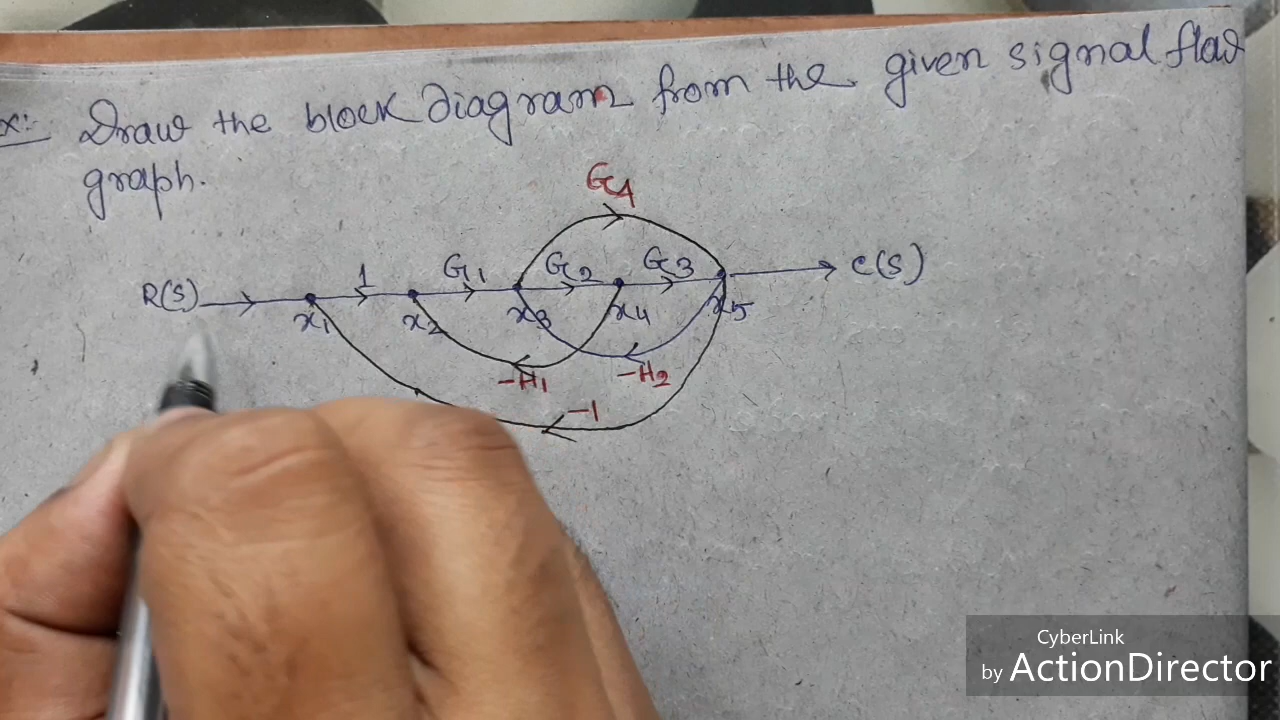 Ex:- Draw the block diagram from the given signal flow
graph.
G4
R(s) 1 G1 G2 G3 C(s)
x1 x2 x3 x4 x5
-H1 -H2
-1
CyberLink
by ActionDirector